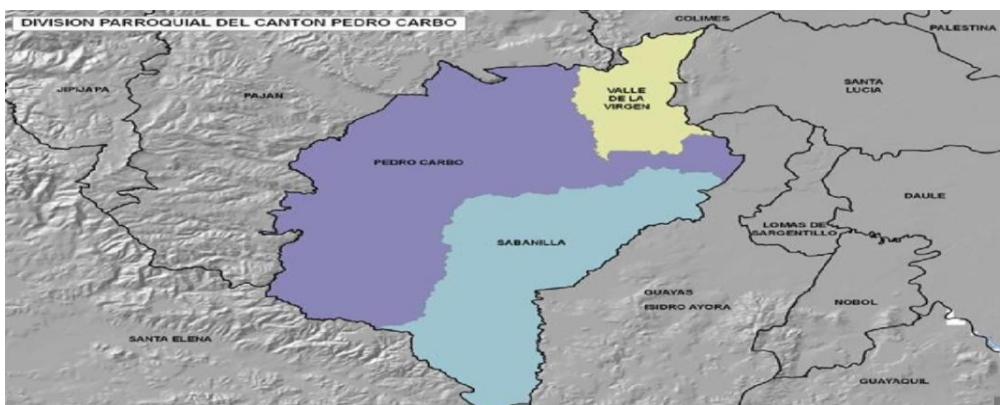 DIVISION PARROQUIAL DEL CANTON PEDRO CARBO
COLIMES
PALESTINA
JIPIJAPA
PAJAN
VALLE
DE LA
VIRGEN
SANTA
LUCIA
PEDRO CARBO
DAULE
LOMAS DE
SARGENTILLO
SABANILLA
GUAYAS
ISIDRO AYORA
NOBOL
SANTA ELENA
GUAYAQUIL